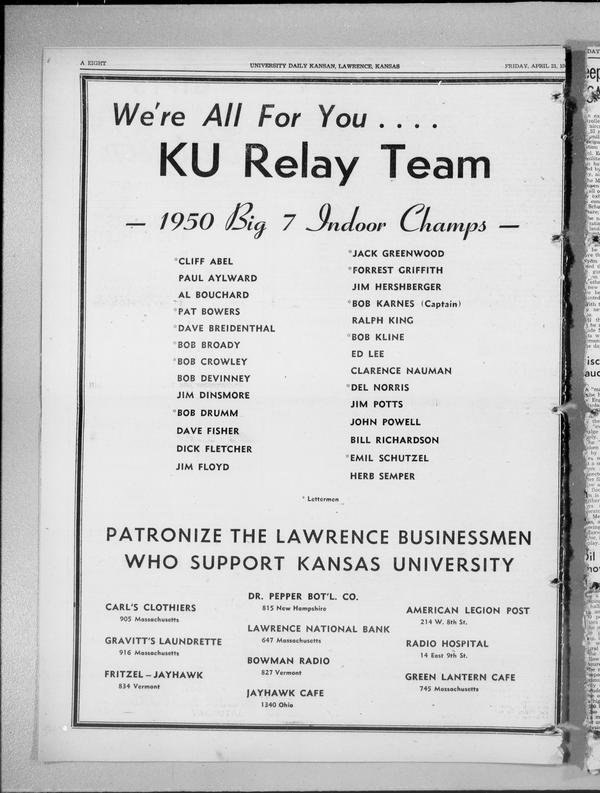 A EIGHT
UNIVERSITY DAILY KANSAN, LAWRENCE, KANSAS
FRIDAY, APRIL 21,
We're All For You . . . .
KU Relay Team
— 1950 Big 7 Indoor Champs —
*CLIFF ABEL
PAUL AYLWARD
AL BOUCHARD
*PAT BOWERS
*DAVE BREIDENTHAL
*BOB BROADY
*BOB CROWLEY
BOB DEVINNEY
JIM DINSMORE
*BOB DRUMM
DAVE FISHER
DICK FLETCHER
JIM FLOYD
*JACK GREENWOOD
*FORREST GRIFFITH
JIM HERSHBERGER
*BOB KARNES (Captain)
RALPH KING
*BOB KLINE
ED LEE
CLARENCE NAUMAN
*DEL NORRIS
JIM POTTS
JOHN POWELL
BILL RICHARDSON
*EMIL SCHUTZEL
HERB SEMPER
* Lettermen
PATRONIZE THE LAWRENCE BUSINESSMEN
WHO SUPPORT KANSAS UNIVERSITY
CARL'S CLOTHIERS
905 Massachusetts
GRAVITT'S LAUNDRETTE
916 Massachusetts
FRITZEL — JAYHAWK
834 Vermont
DR. PEPPER BOT'L. CO.
815 New Hampshire
LAWRENCE NATIONAL BANK
647 Massachusetts
BOWMAN RADIO
827 Vermont
JAYHAWK CAFE
1340 Ohio
AMERICAN LEGION POST
214 W. 8th St.
RADIO HOSPITAL
14 East 9th St.
GREEN LANTERN CAFE
745 Massachusetts